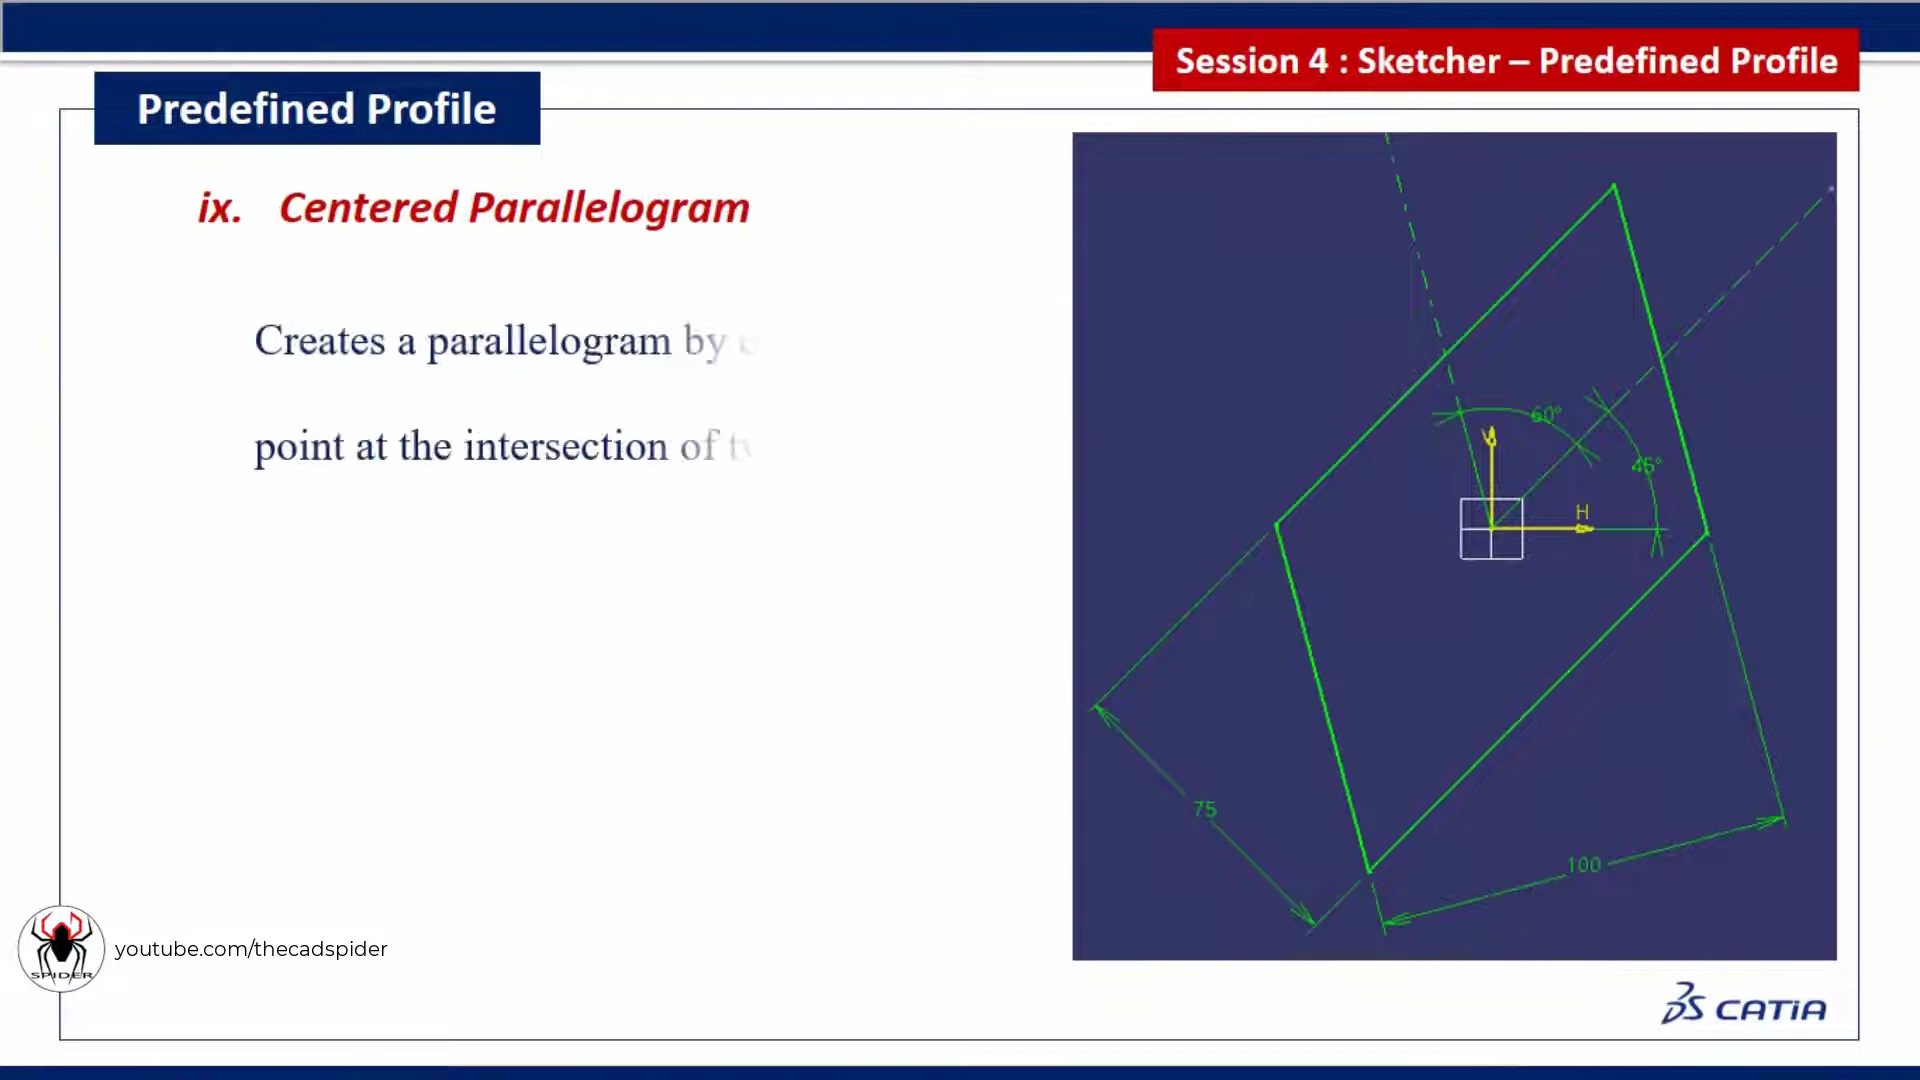 Session 4 : Sketcher – Predefined Profile
Predefined Profile
ix. Centered Parallelogram
Creates a parallelogram by
point at the intersection of
60°
45°
V
H
75
100
SPIDER
youtube.com/thecadspider
CATIA